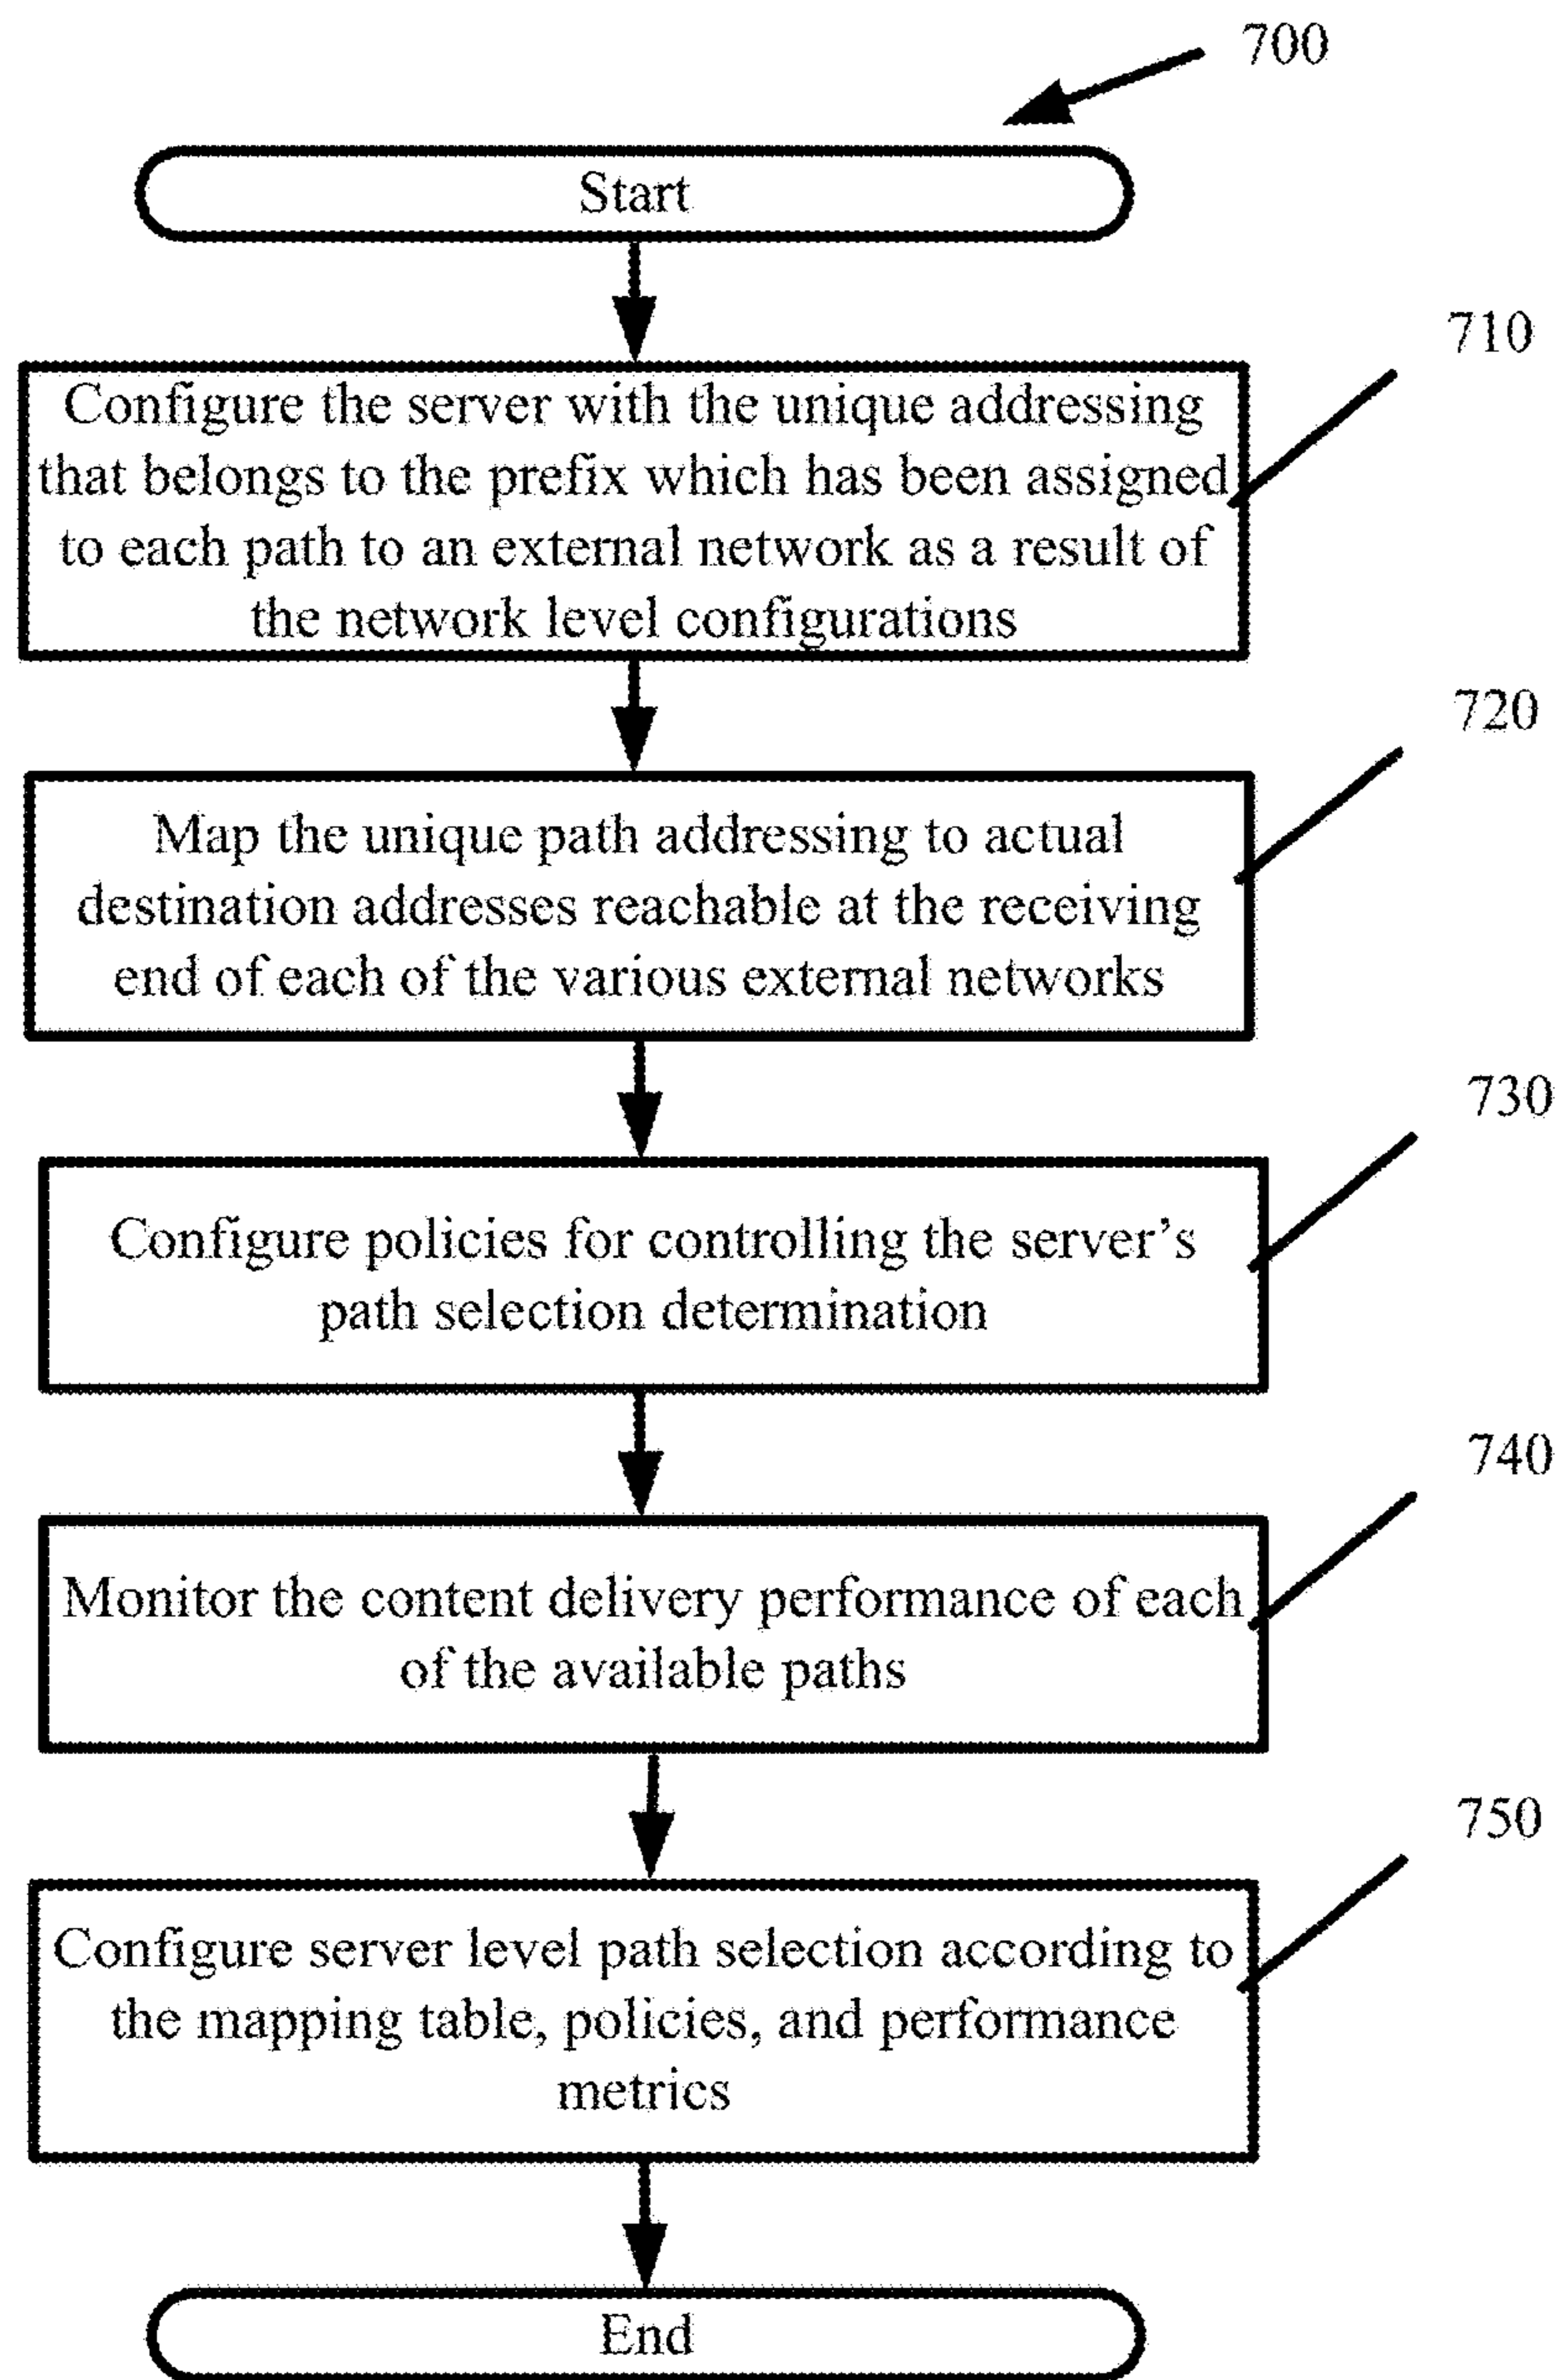 700
Start
710
Configure the server with the unique addressing
that belongs to the prefix which has been assigned
to each path to an external network as a result of
the network level configurations
720
Map the unique path addressing to actual
destination addresses reachable at the receiving
end of each of the various external networks
730
Configure policies for controlling the server's
path selection determination
740
Monitor the content delivery performance of each
of the available paths
750
Configure server level path selection according to
the mapping table, policies, and performance
metrics
End